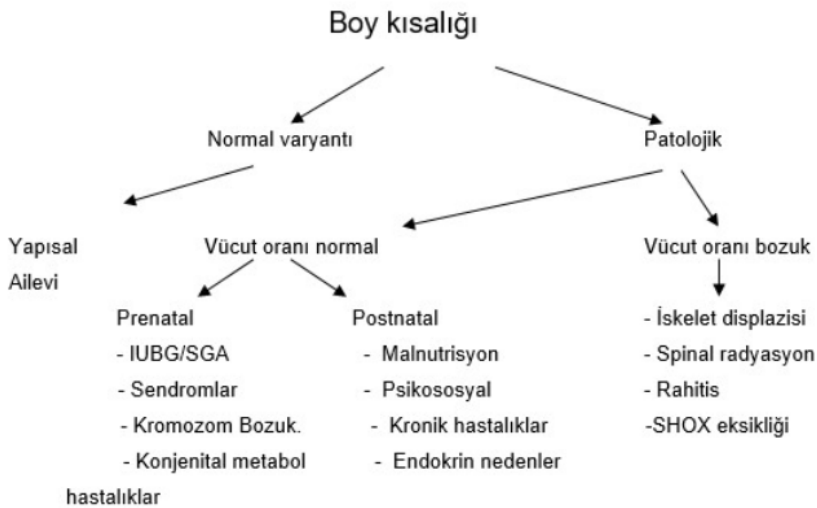 Boy kısalığı
Normal varyantı
Patolojik
Yapısal
Ailevi
Vücut oranı normal
Vücut oranı bozuk
Prenatal
- IUBG/SGA
- Sendromlar
- Kromozom Bozuk.
- Konjenital metabol
hastalıklar
Postnatal
- Malnutrisyon
- Psikososyal
- Kronik hastalıklar
- Endokrin nedenler
- İskelet displazisi
- Spinal radyasyon
- Rahitis
-SHOX eksikliği